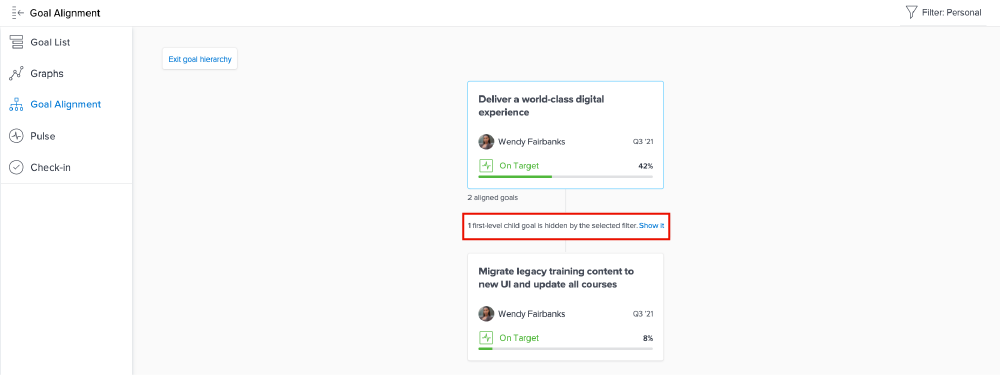 Goal Alignment
Filter: Personal
Goal List
Graphs
Goal Alignment
Pulse
Check-in
Exit goal hierarchy
Deliver a world-class digital
experience
Wendy Fairbanks Q3 '21
On Target 42%
2 aligned goals
1 first-level child goal is hidden by the selected filter. Show it
Migrate legacy training content to
new UI and update all courses
Wendy Fairbanks Q3 '21
On Target 8%